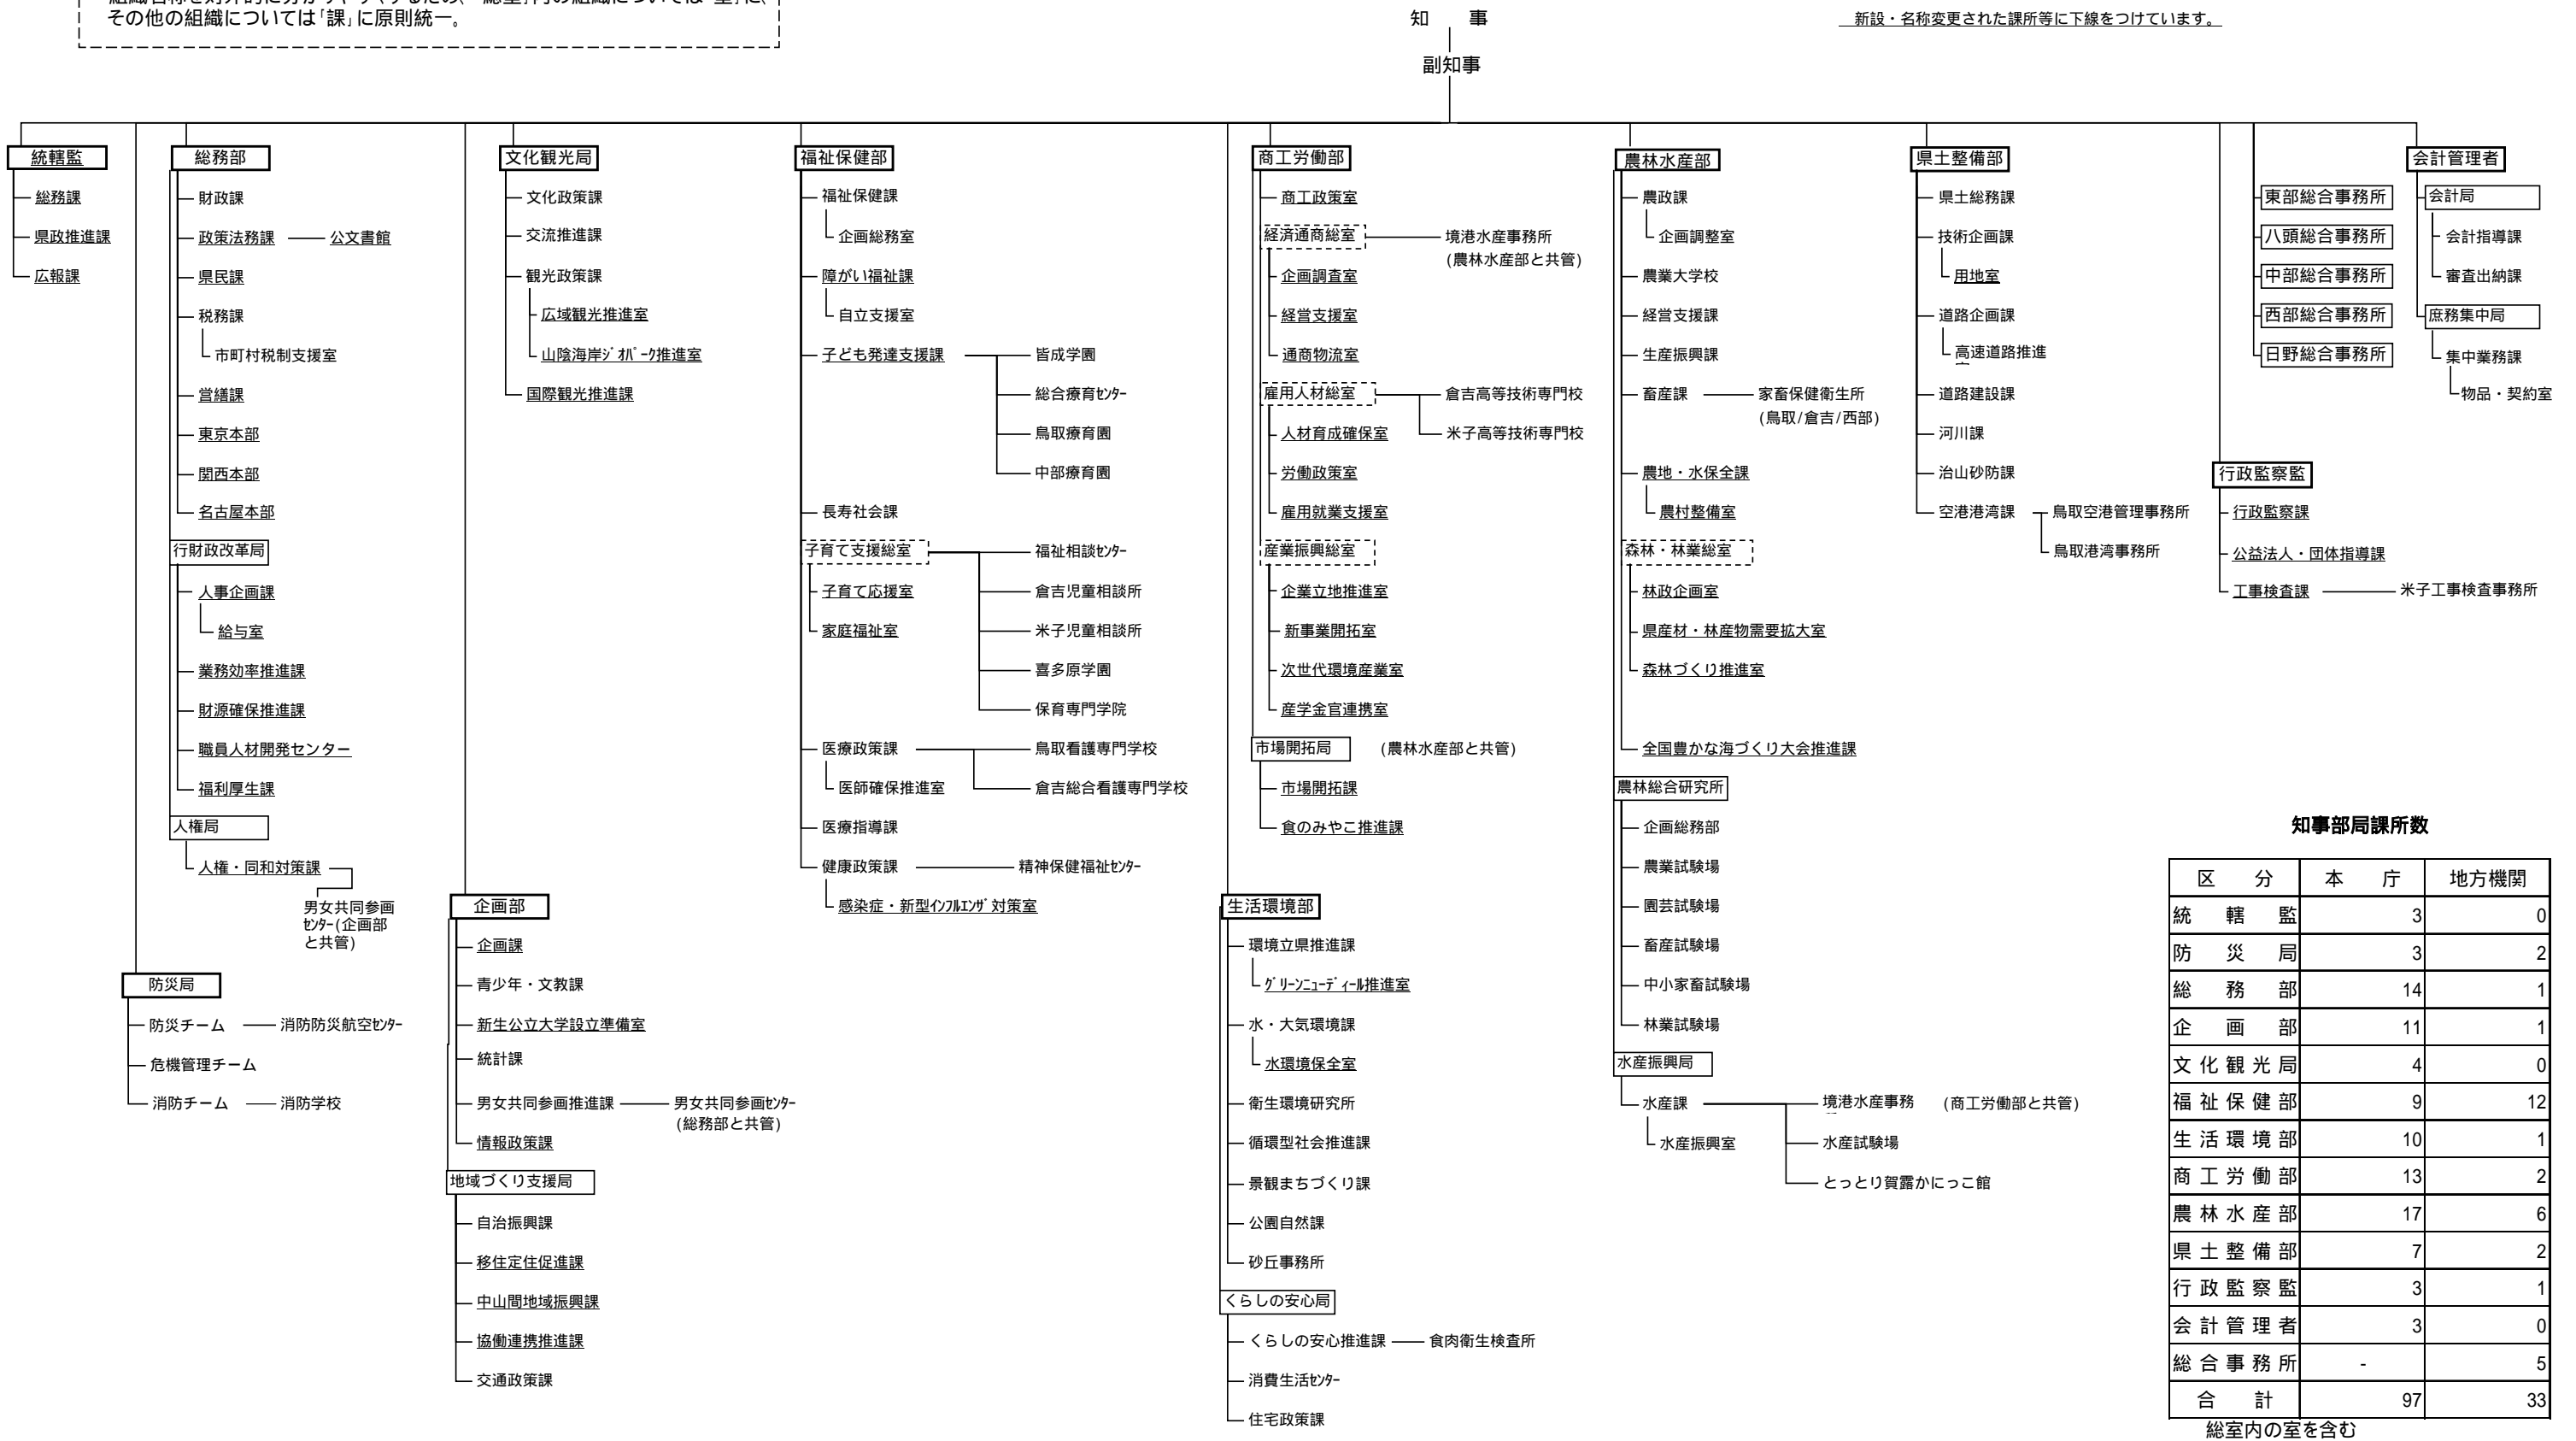 その他の組織については「課」に原則統一。
知　事
副知事
新設・名称変更された課所等に下線をつけています。
統轄監
総務課
県政推進課
広報課
総務部
財政課
政策法務課
公文書館
県民課
税務課
市町村税制支援室
営繕課
東京本部
関西本部
名古屋本部
行財政改革局
人事企画課
給与室
業務効率推進課
財源確保推進課
職員人材開発センター
福利厚生課
人権局
人権・同和対策課
男女共同参画
ｾﾝﾀｰ(企画部
と共管)
防災局
防災チーム
消防防災航空ｾﾝﾀｰ
危機管理チーム
消防チーム
消防学校
文化観光局
文化政策課
交流推進課
観光政策課
広域観光推進室
山陰海岸ｼﾞｵﾊﾟｰｸ推進室
国際観光推進課
企画部
企画課
青少年・文教課
新生公立大学設立準備室
統計課
男女共同参画推進課
男女共同参画ｾﾝﾀｰ
(総務部と共管)
情報政策課
地域づくり支援局
自治振興課
移住定住促進課
中山間地域振興課
協働連携推進課
交通政策課
福祉保健部
福祉保健課
企画総務室
障がい福祉課
自立支援室
子ども発達支援課
皆成学園
総合療育ｾﾝﾀｰ
鳥取療育園
中部療育園
長寿社会課
子育て支援総室
福祉相談ｾﾝﾀｰ
子育て応援室
倉吉児童相談所
家庭福祉室
米子児童相談所
喜多原学園
保育専門学院
医療政策課
鳥取看護専門学校
医師確保推進室
倉吉総合看護専門学校
医療指導課
健康政策課
精神保健福祉ｾﾝﾀｰ
感染症・新型ｲﾝﾌﾙｴﾝｻﾞ対策室
商工労働部
商工政策室
経済通商総室
境港水産事務所
(農林水産部と共管)
企画調査室
経営支援室
通商物流室
雇用人材総室
倉吉高等技術専門校
人材育成確保室
米子高等技術専門校
労働政策室
雇用就業支援室
産業振興総室
企業立地推進室
新事業開拓室
次世代環境産業室
産学金官連携室
市場開拓局
(農林水産部と共管)
市場開拓課
食のみやこ推進課
生活環境部
環境立県推進課
ｸﾞﾘｰﾝﾆｭｰﾃﾞｨｰﾙ推進室
水・大気環境課
水環境保全室
衛生環境研究所
循環型社会推進課
景観まちづくり課
公園自然課
砂丘事務所
くらしの安心局
くらしの安心推進課
食肉衛生検査所
消費生活ｾﾝﾀｰ
住宅政策課
農林水産部
農政課
企画調整室
農業大学校
経営支援課
生産振興課
畜産課
家畜保健衛生所
(鳥取/倉吉/西部)
農地・水保全課
農村整備室
森林・林業総室
林政企画室
県産材・林産物需要拡大室
森林づくり推進室
全国豊かな海づくり大会推進課
農林総合研究所
企画総務部
農業試験場
園芸試験場
畜産試験場
中小家畜試験場
林業試験場
水産振興局
水産課
境港水産事務
(商工労働部と共管)
水産振興室
水産試験場
とっとり賀露かにっこ館
県土整備部
県土総務課
技術企画課
用地室
道路企画課
高速道路推進
道路建設課
河川課
治山砂防課
空港港湾課
鳥取空港管理事務所
鳥取港湾事務所
行政監察監
行政監察課
公益法人・団体指導課
工事検査課
米子工事検査事務所
東部総合事務所
八頭総合事務所
中部総合事務所
西部総合事務所
日野総合事務所
会計管理者
会計局
会計指導課
審査出納課
庶務集中局
集中業務課
物品・契約室
知事部局課所数
区　分　本　庁　地方機関
統轄監　3　0
防災局　3　2
総務部　14　1
企画部　11　1
文化観光局　4　0
福祉保健部　9　12
生活環境部　10　1
商工労働部　13　2
農林水産部　17　6
県土整備部　7　2
行政監察監　3　1
会計管理者　3　0
総合事務所　-　5
合　計　97　33
総室内の室を含む